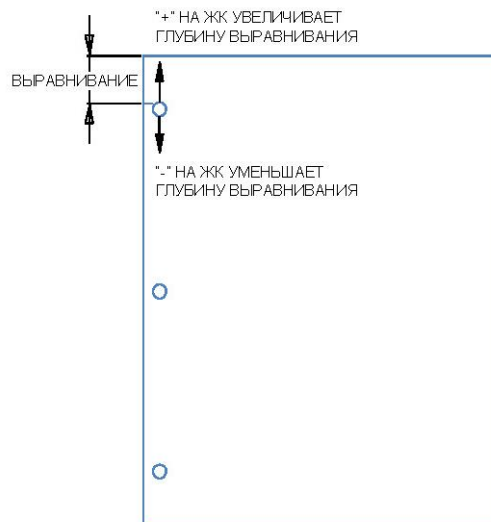 "+" НА ЖК УВЕЛИЧИВАЕТ
ГЛУБИНУ ВЫРАВНИВАНИЯ
ВЫРАВНИВАНИЕ
"-" НА ЖК УМЕНЬШАЕТ
ГЛУБИНУ ВЫРАВНИВАНИЯ